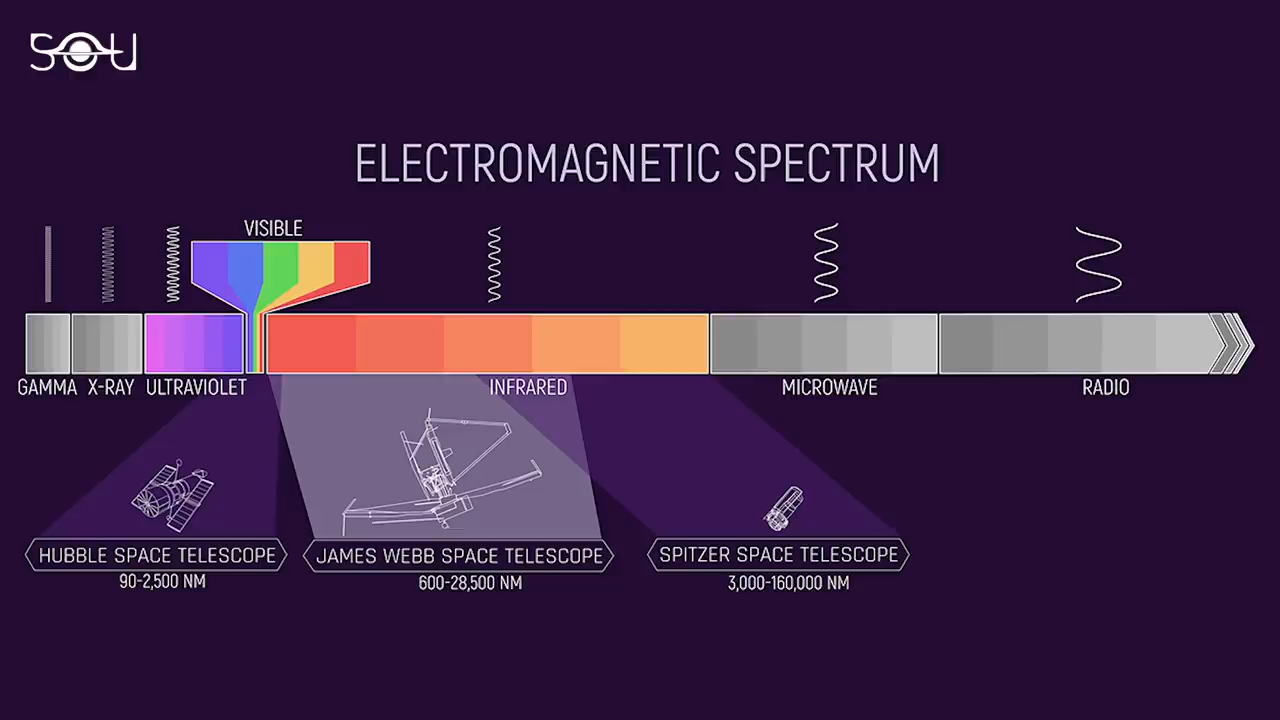 SOU
ELECTROMAGNETIC SPECTRUM
VISIBLE
GAMMA
X-RAY
ULTRAVIOLET
INFRARED
MICROWAVE
RADIO
HUBBLE SPACE TELESCOPE
90-2,500 NM
JAMES WEBB SPACE TELESCOPE
600-28,500 NM
SPITZER SPACE TELESCOPE
3,000-160,000 NM